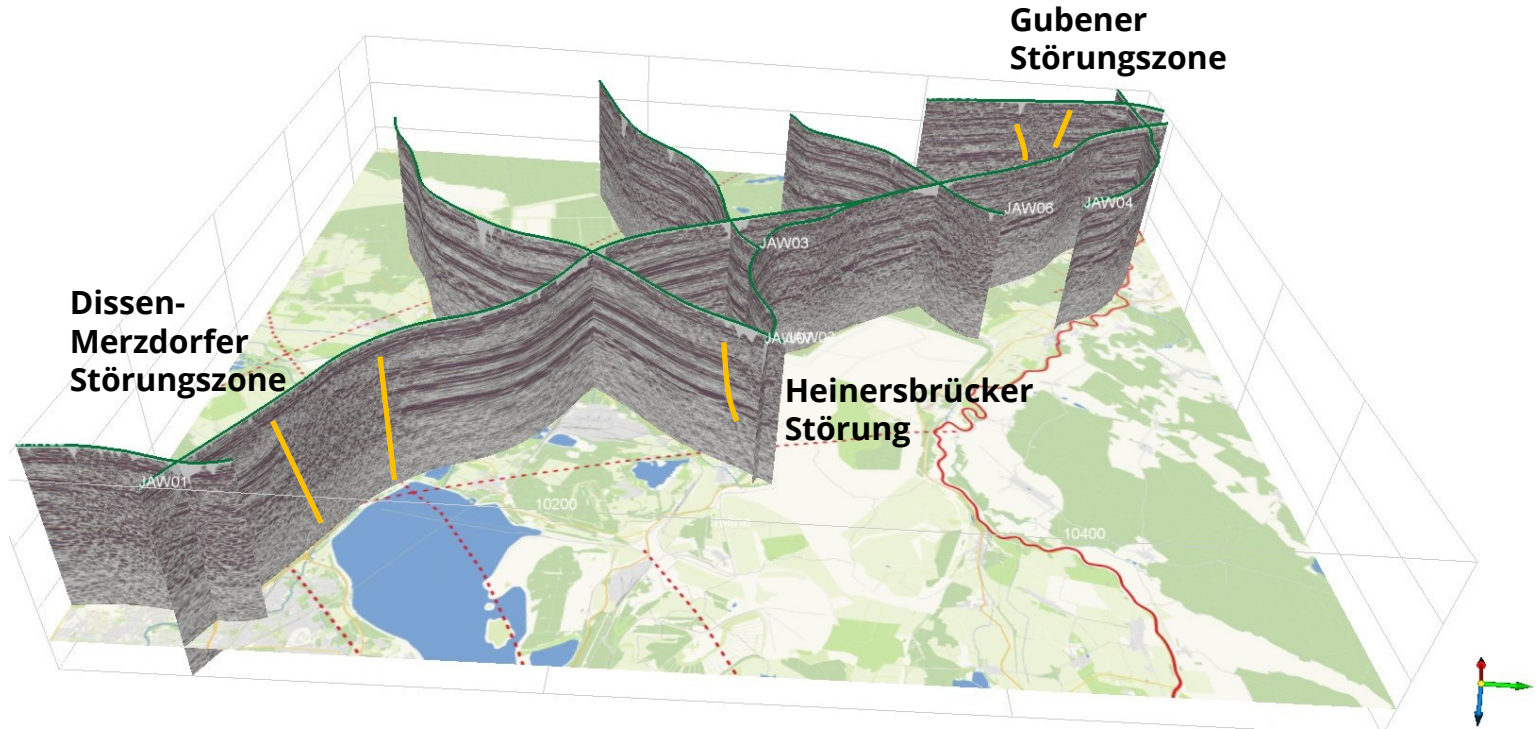 Gubener
Störungszone
JAW06
JAW04
JAW03
Dissen-
Merzdorfer
Störungszone
Heinersbrücker
Störung
JAW01
10200
10400